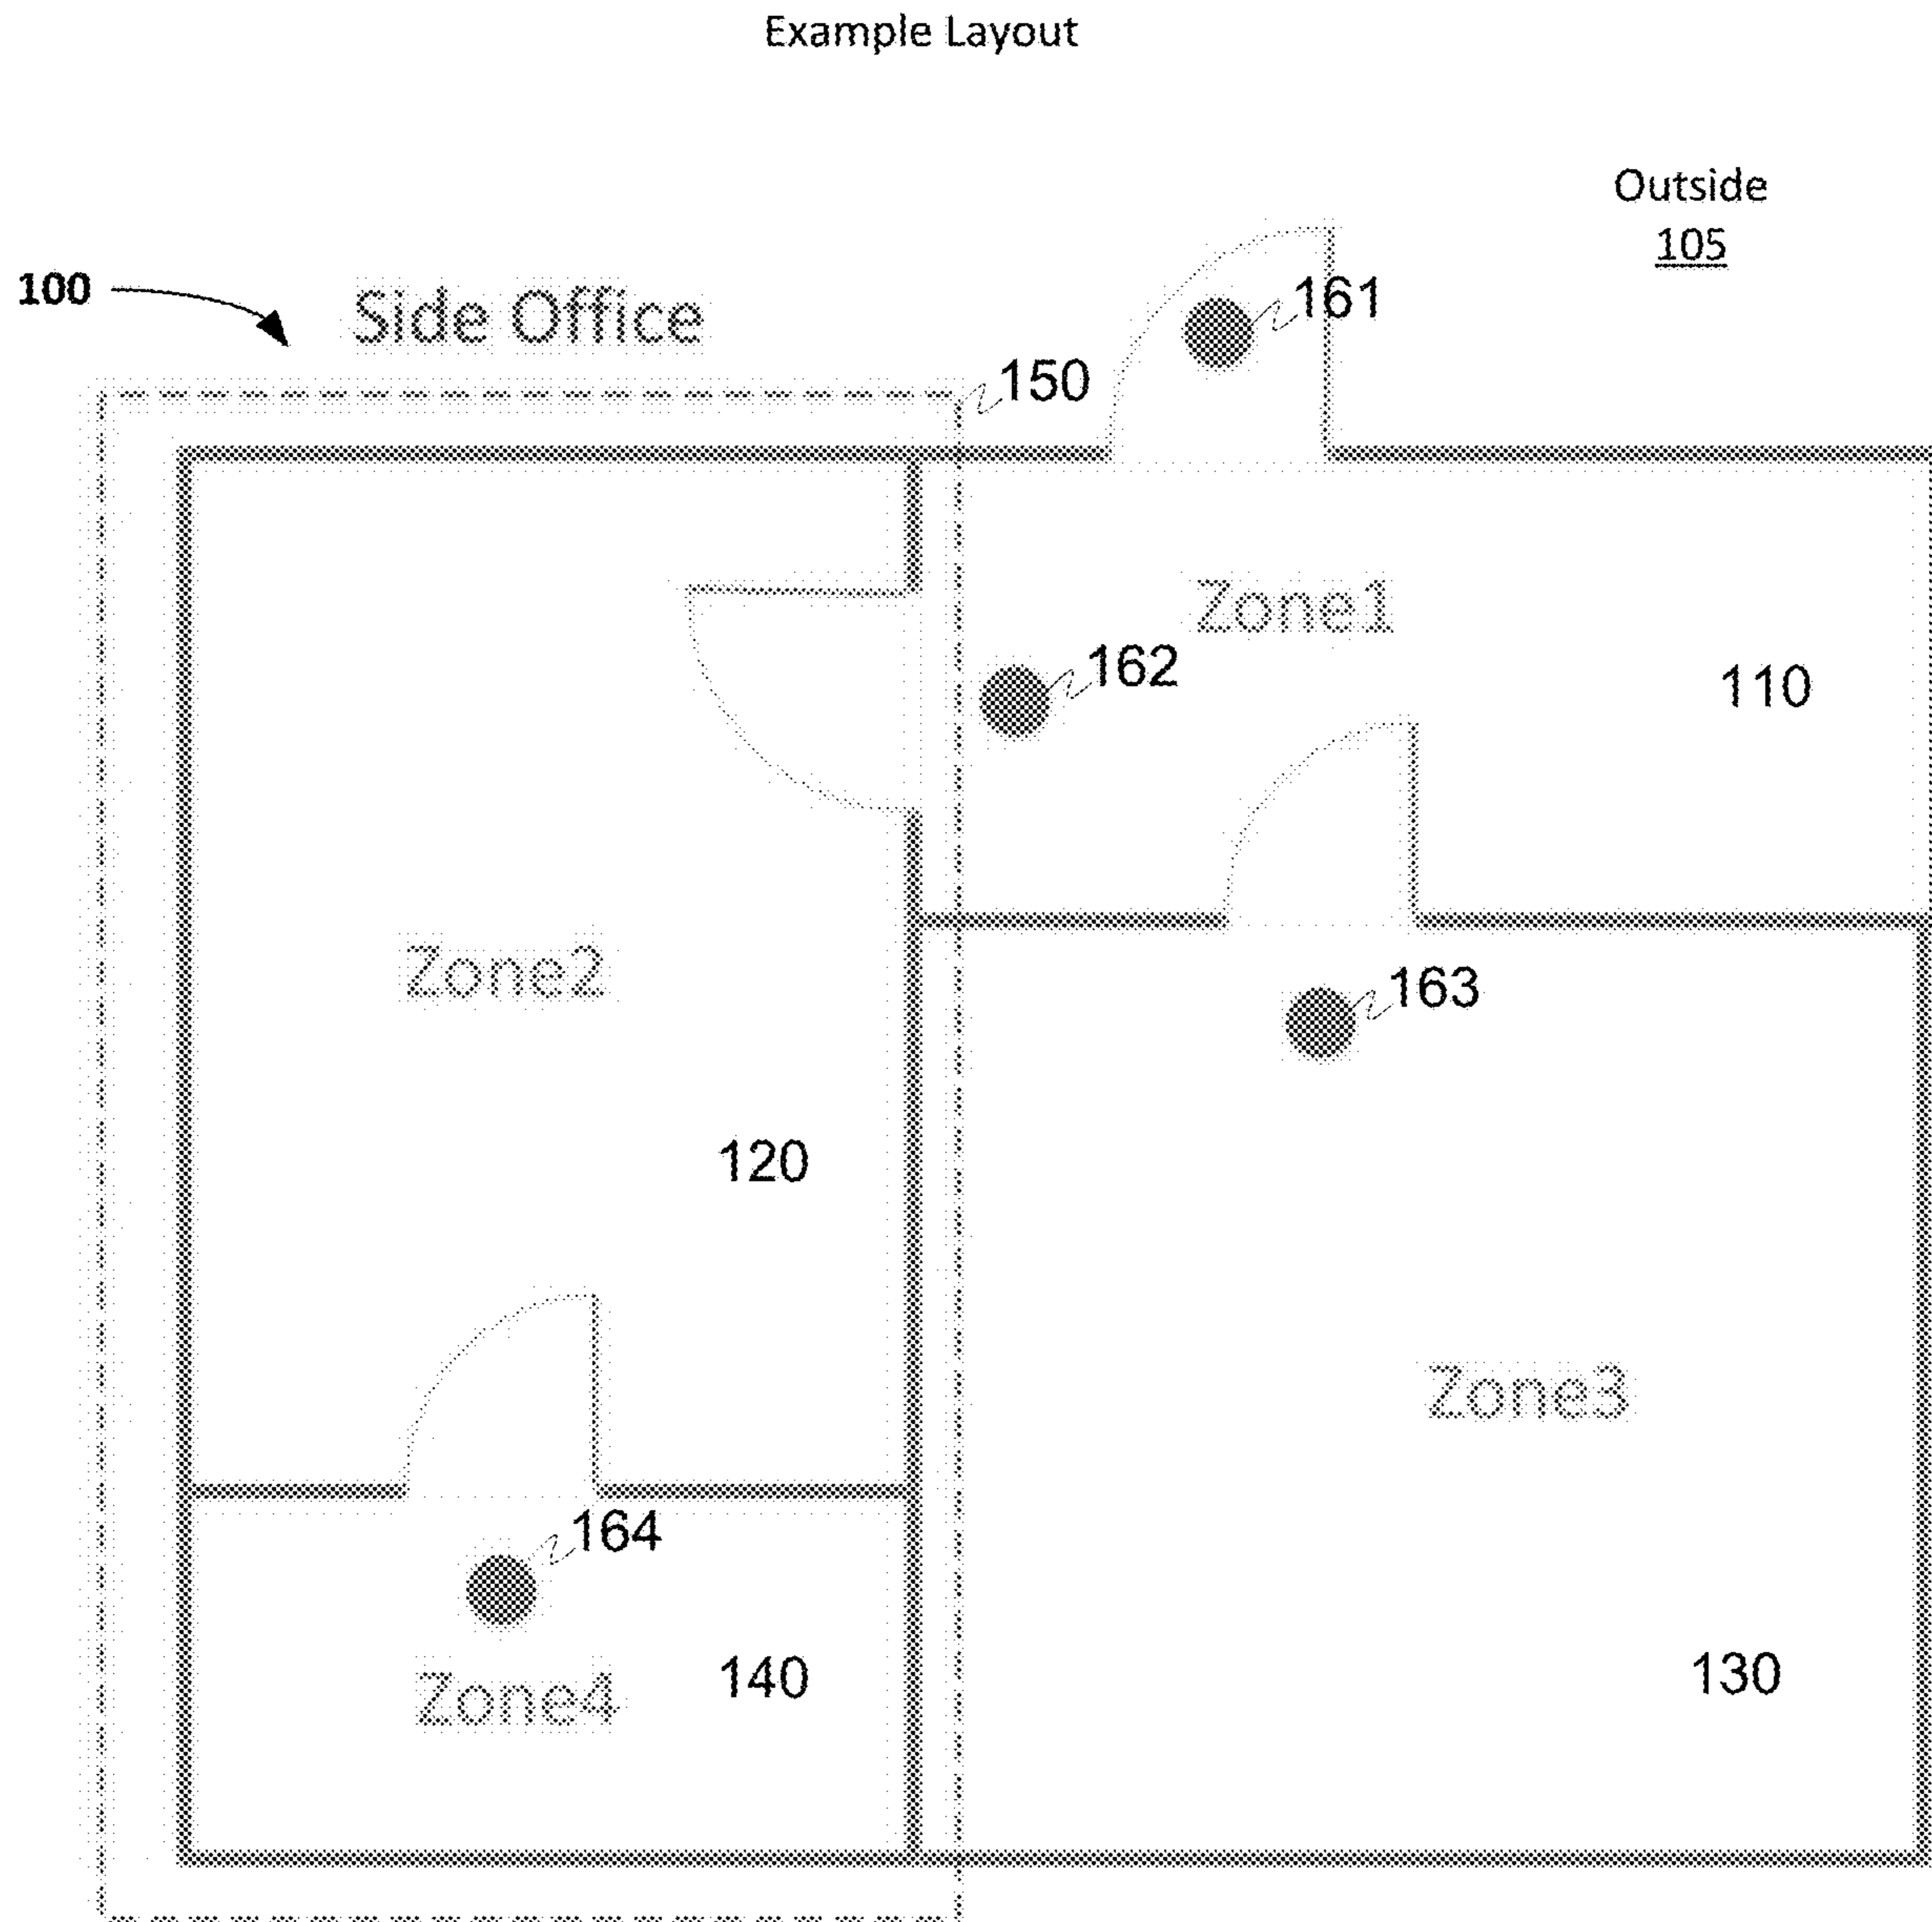 Example Layout
Outside
105
100
Side Office
161
150
Zone1
162
110
Zone2
163
120
Zone3
164
140
Zone4
130